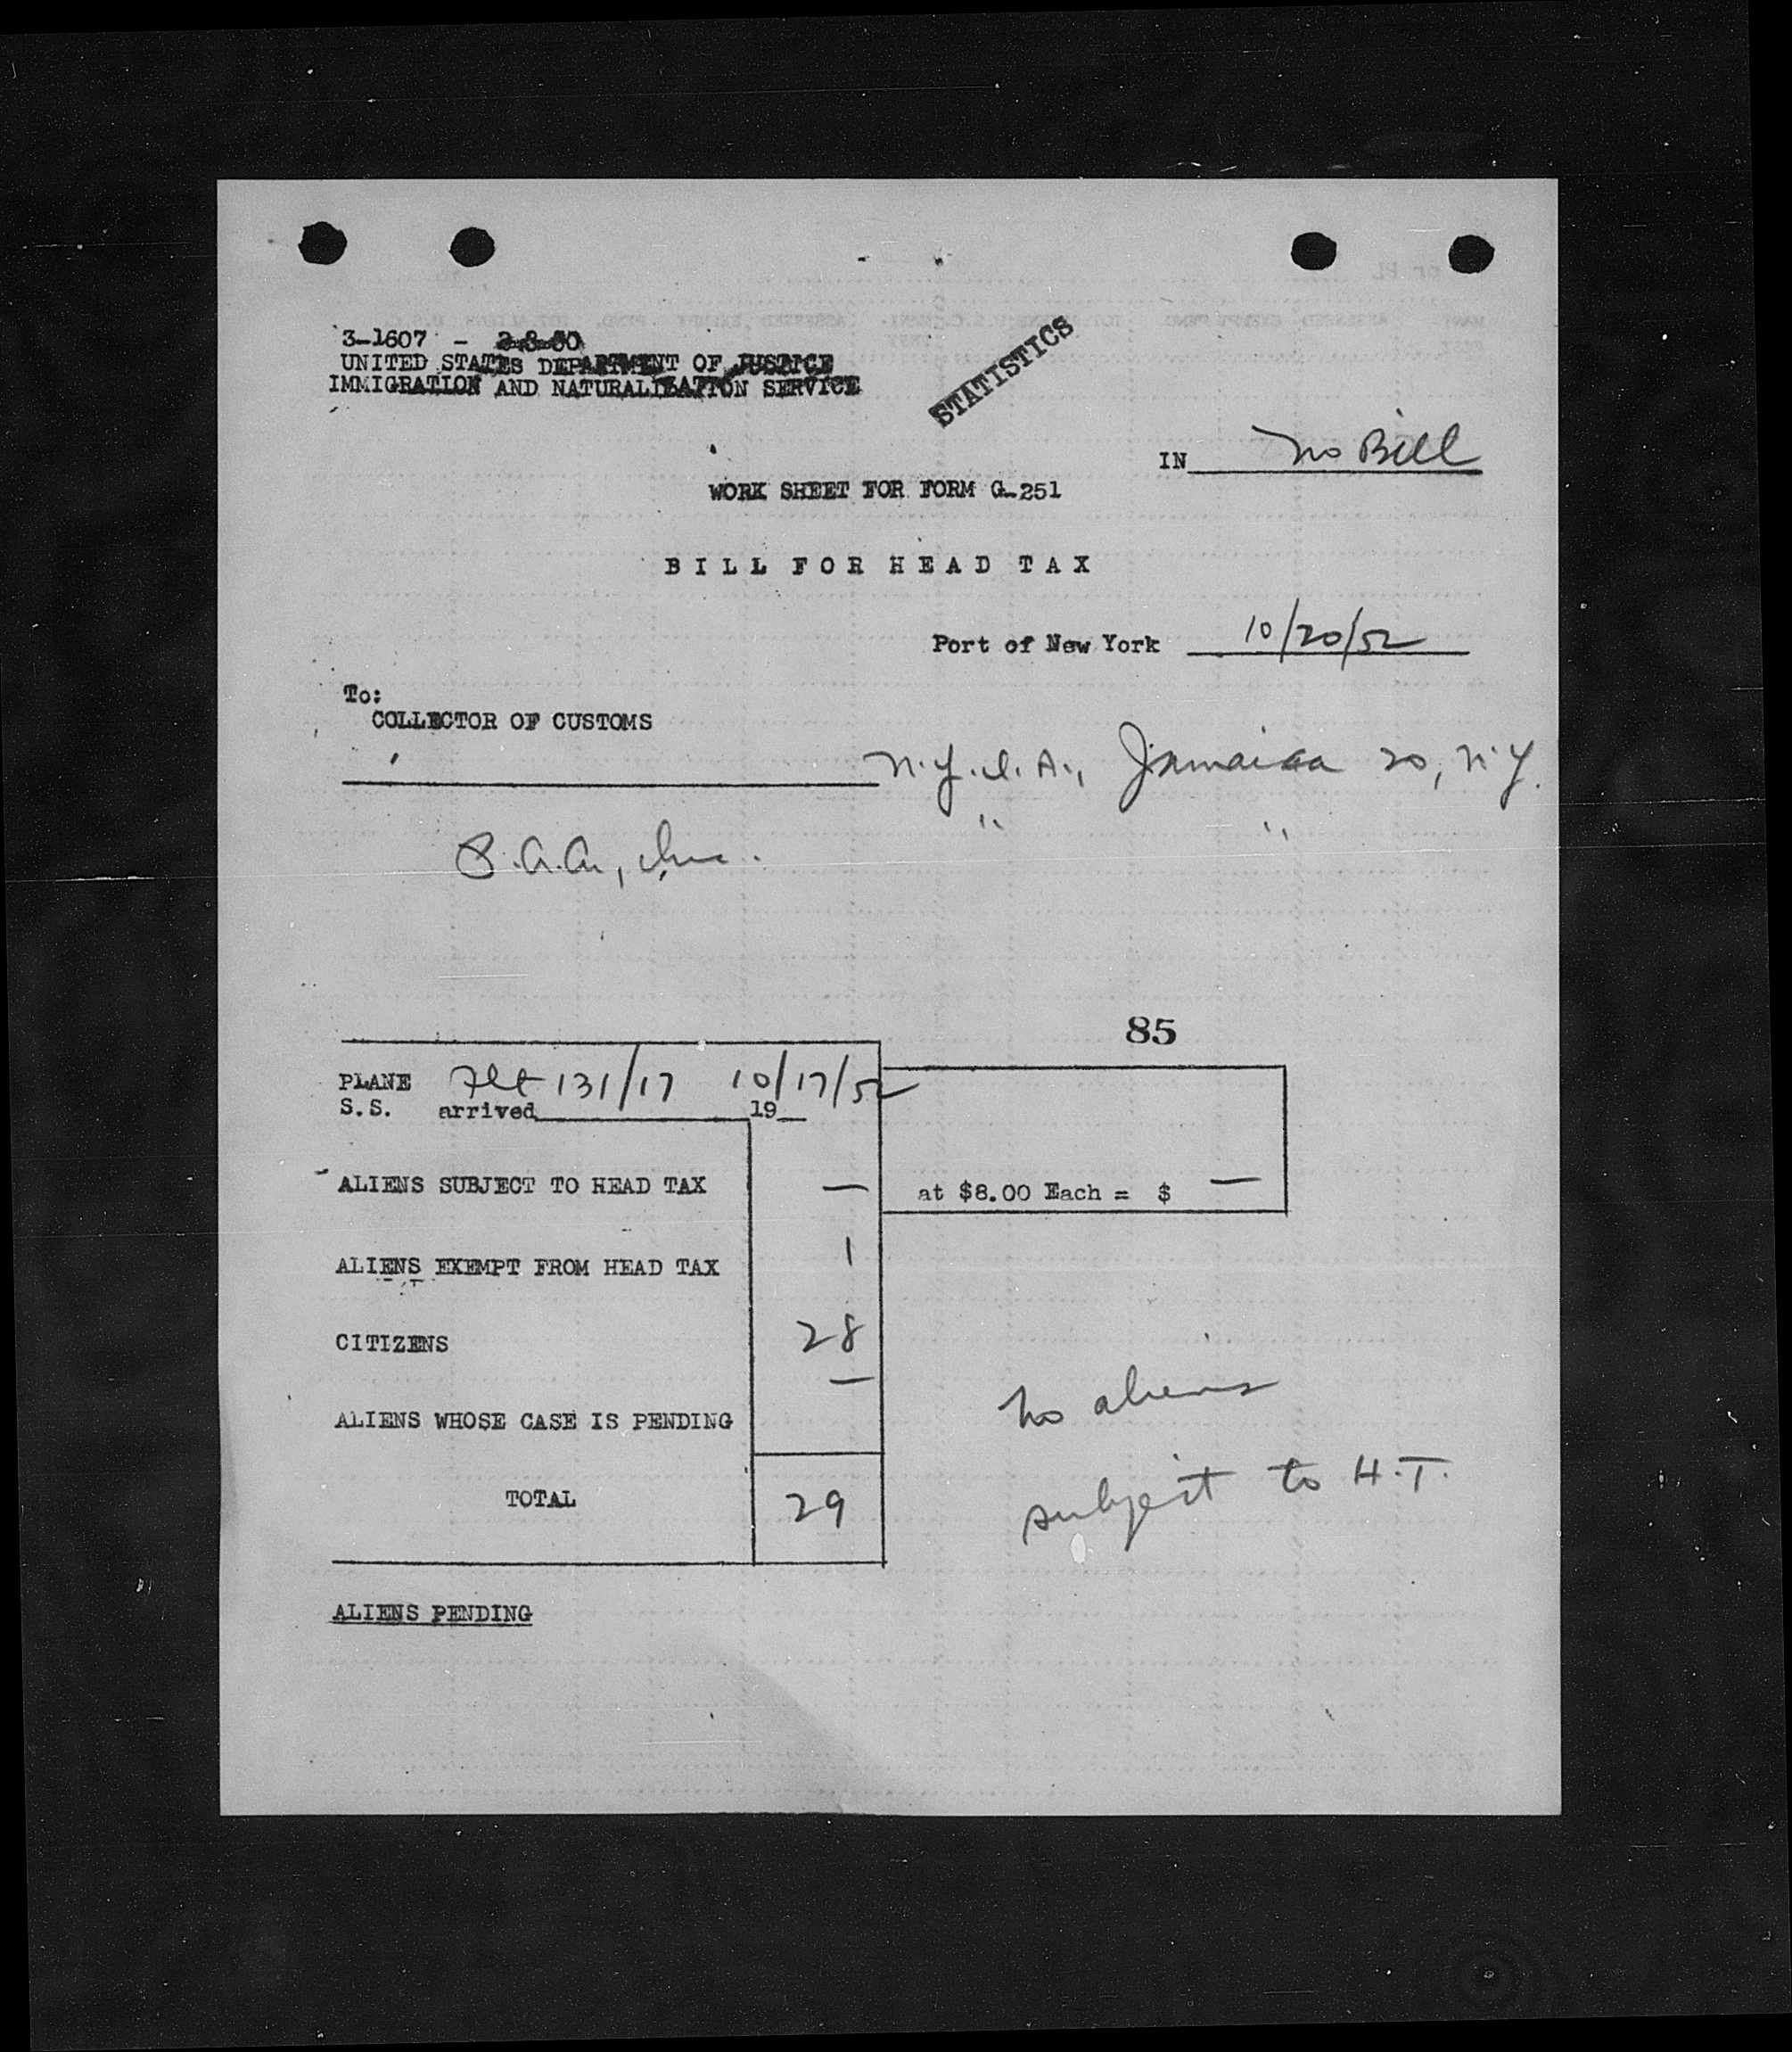 3-1607 - 2-8-50
UNITED STATES DEPARTMENT OF JUSTICE
IMMIGRATION AND NATURALIZATION SERVICE
STATISTICS
IN No Bill
WORK SHEET FOR FORM G-251
BILL FOR HEAD TAX
Port of New York 10/20/52
To:
COLLECTOR OF CUSTOMS
N.Y.I.A., Jamaica 20, N.Y.
P.A.A., Inc. " "
85
PLANE Flt 131/17 10/17/52
S.S. arrived 19
ALIENS SUBJECT TO HEAD TAX — at $8.00 Each = $ —
ALIENS EXEMPT FROM HEAD TAX 1
CITIZENS 28
ALIENS WHOSE CASE IS PENDING —
No aliens
TOTAL 29
subject to H.T.
ALIENS PENDING